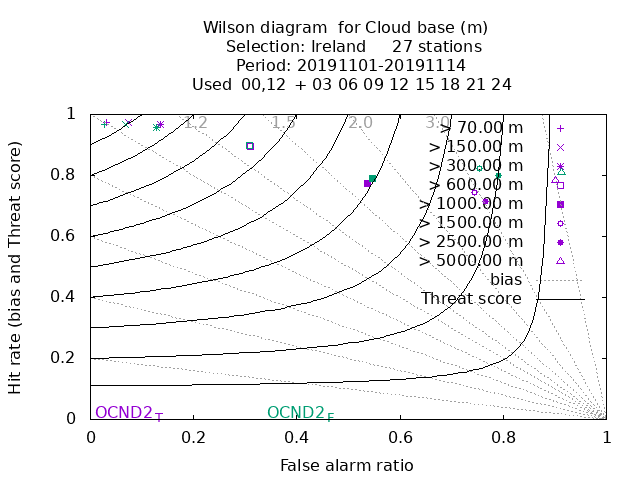 Wilson diagram for Cloud base (m)
Selection: Ireland 27 stations
Period: 20191101-20191114
Used 00,12 + 03 06 09 12 15 18 21 24
Hit rate (bias and Threat score)
1
0.8
0.6
0.4
0.2
0
1.2
1.5
2.0
3.0
> 70.00 m
> 150.00 m
> 300.00 m
> 600.00 m
> 1000.00 m
> 1500.00 m
> 2500.00 m
> 5000.00 m
bias
Threat score
OCND2T OCND2F
0 0.2 0.4 0.6 0.8 1
False alarm ratio